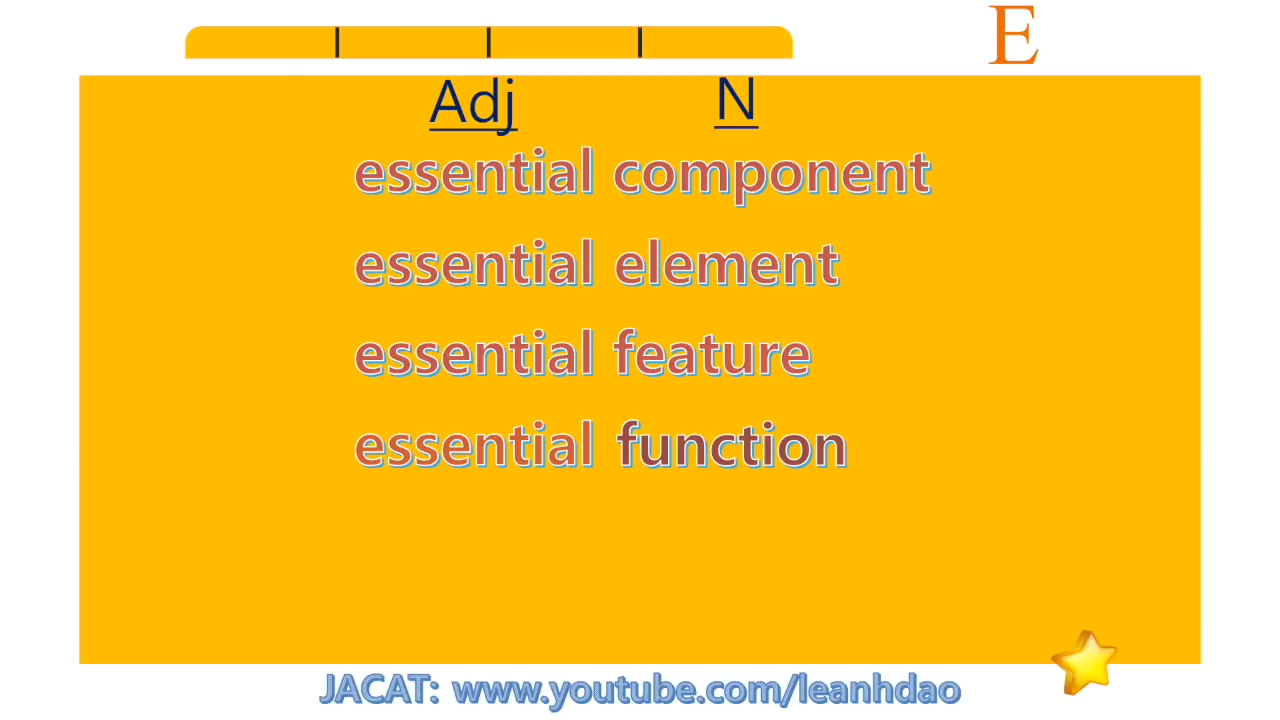 E
Adj N
essential component
essential element
essential feature
essential function
JACAT: www.youtube.com/leanhdao